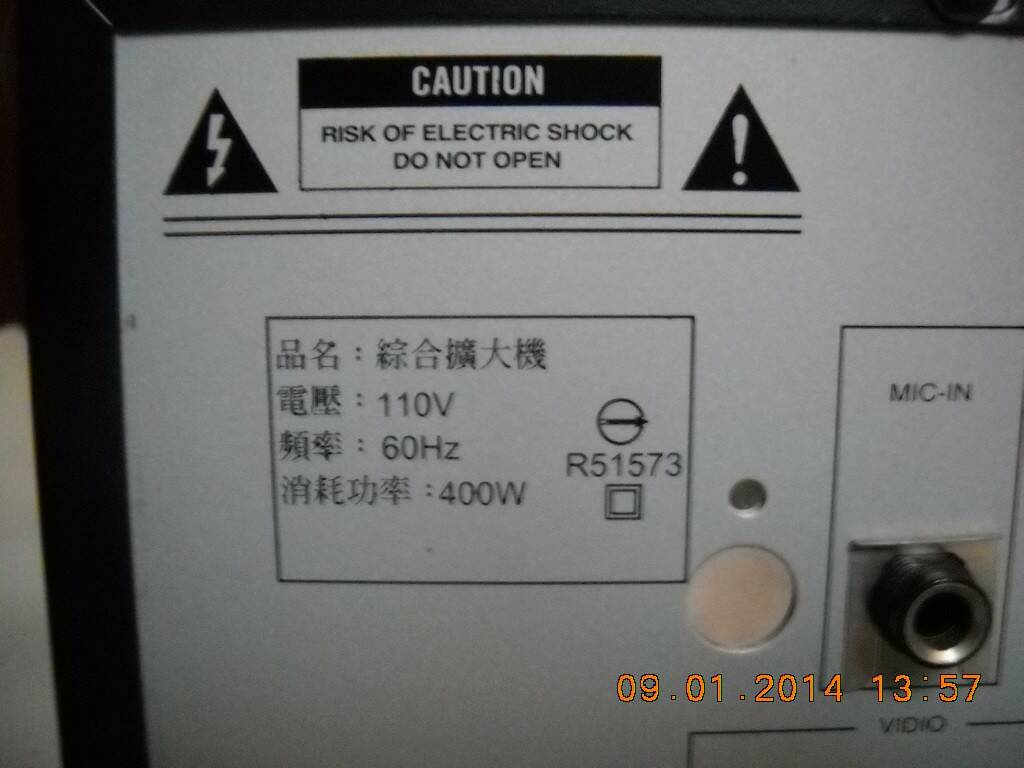 CAUTION
RISK OF ELECTRIC SHOCK
DO NOT OPEN
品名：綜合擴大機
電壓：110V
頻率：60Hz
消耗功率：400W
R51573
MIC-IN
09.01.2014 13:57
VIDIO